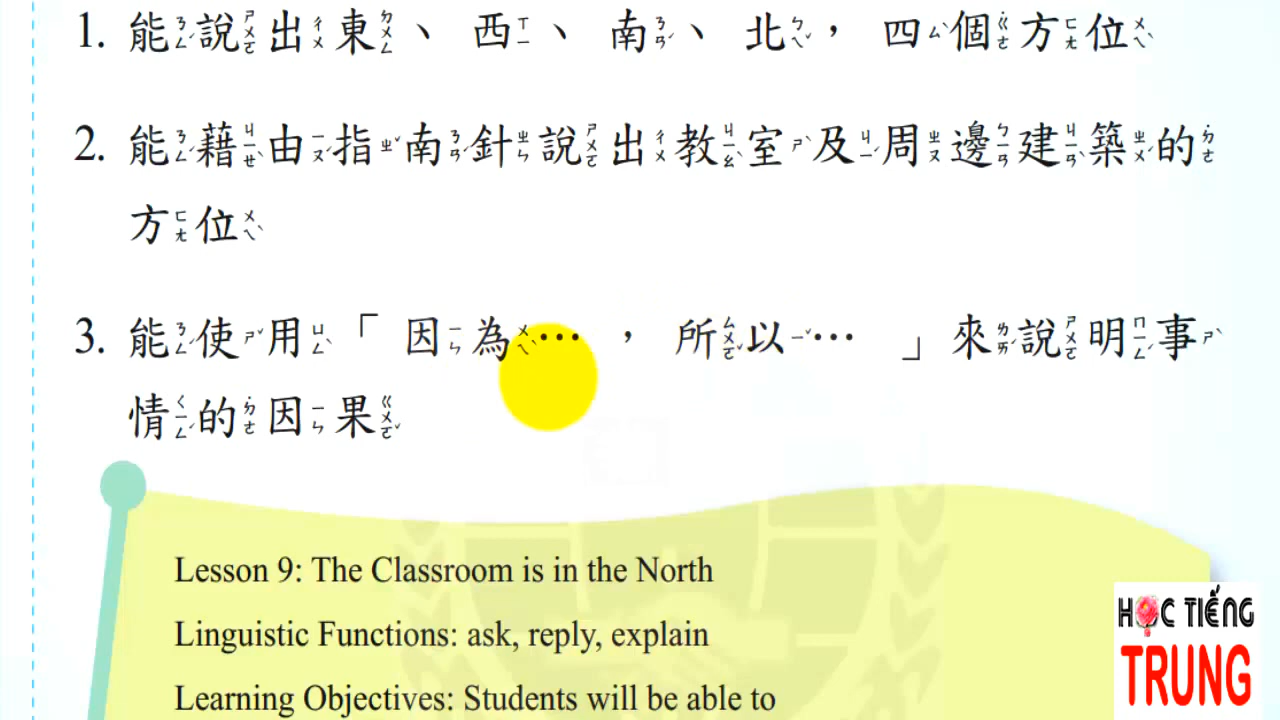 1. 能說出東、西、南、北，四個方位
2. 能藉由指南針說出教室及周邊建築的
方位
3. 能使用「因為…，所以…」來說明事
情的因果
Lesson 9: The Classroom is in the North
Linguistic Functions: ask, reply, explain
Learning Objectives: Students will be able to
HỌC TIẾNG
TRUNG